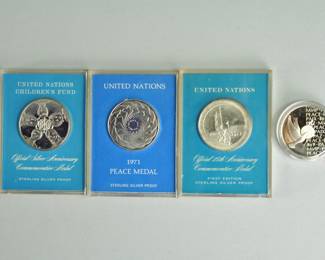 UNITED NATIONS
CHILDREN'S FUND
Official Silver Anniversary
Commemorative Medal
STERLING SILVER PROOF
UNITED NATIONS
1971
PEACE MEDAL
STERLING SILVER PROOF
UNITED NATIONS
Official 25th Anniversary
Commemorative Medal
FIRST EDITION
STERLING SILVER PROOF
PEACE